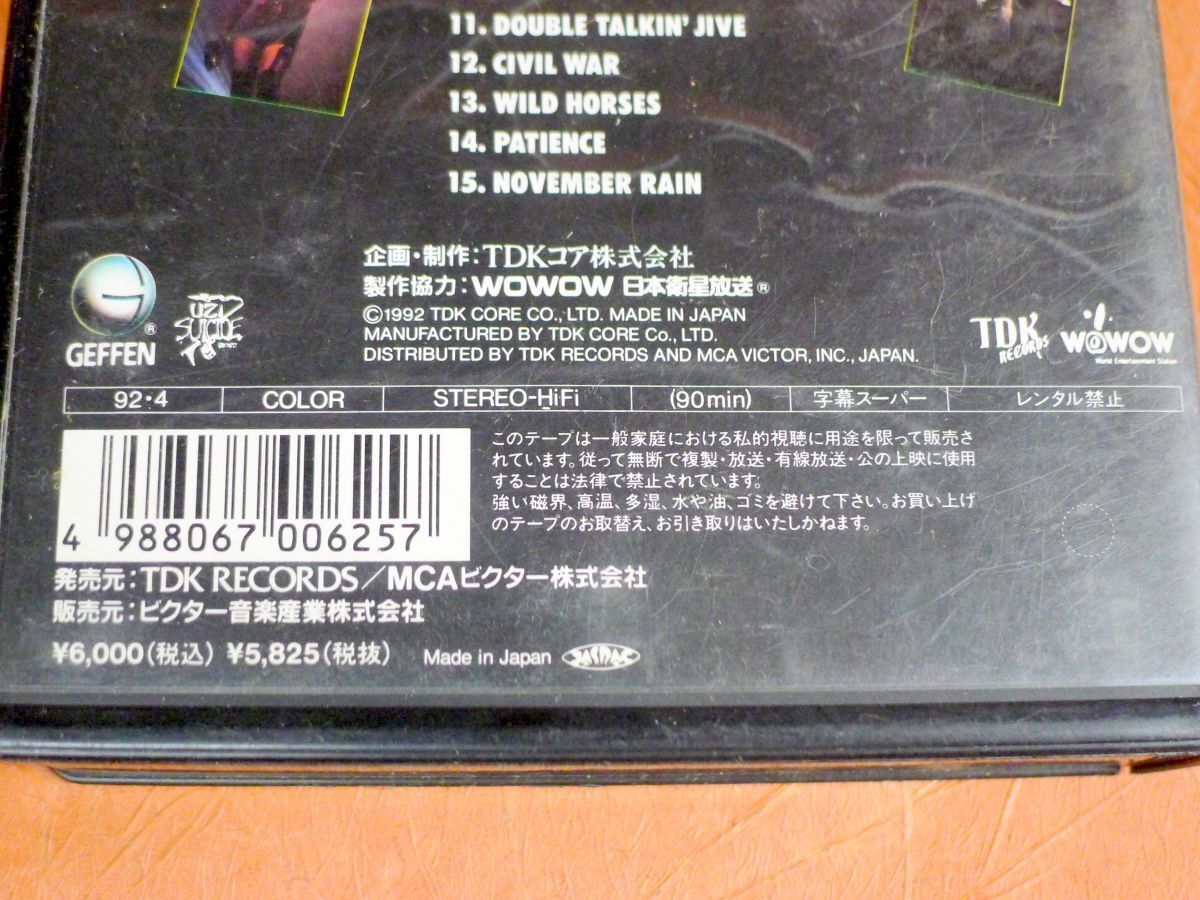 11. DOUBLE TALKIN' JIVE
12. CIVIL WAR
13. WILD HORSES
14. PATIENCE
15. NOVEMBER RAIN
企画・制作：TDKコア株式会社
製作協力：WOWOW 日本衛星放送®
©1992 TDK CORE CO., LTD. MADE IN JAPAN
MANUFACTURED BY TDK CORE Co., LTD.
DISTRIBUTED BY TDK RECORDS AND MCA VICTOR, INC., JAPAN.
®
GEFFEN
UZI
SUICIDE
TDK
RECORDS
WOWOW
World Entertainment Station
92・4 COLOR STEREO-HiFi (90min) 字幕スーパー レンタル禁止
このテープは一般家庭における私的視聴に用途を限って販売さ
れています。従って無断で複製・放送・有線放送・公の上映に使用
することは法律で禁止されています。
強い磁界、高温、多湿、水や油、ゴミを避けて下さい。お買い上げ
のテープのお取替え、お引き取りはいたしかねます。
4 988067 006257
発売元：TDK RECORDS／MCAビクター株式会社
販売元：ビクター音楽産業株式会社
¥6,000(税込) ¥5,825(税抜) Made in Japan JASRAC